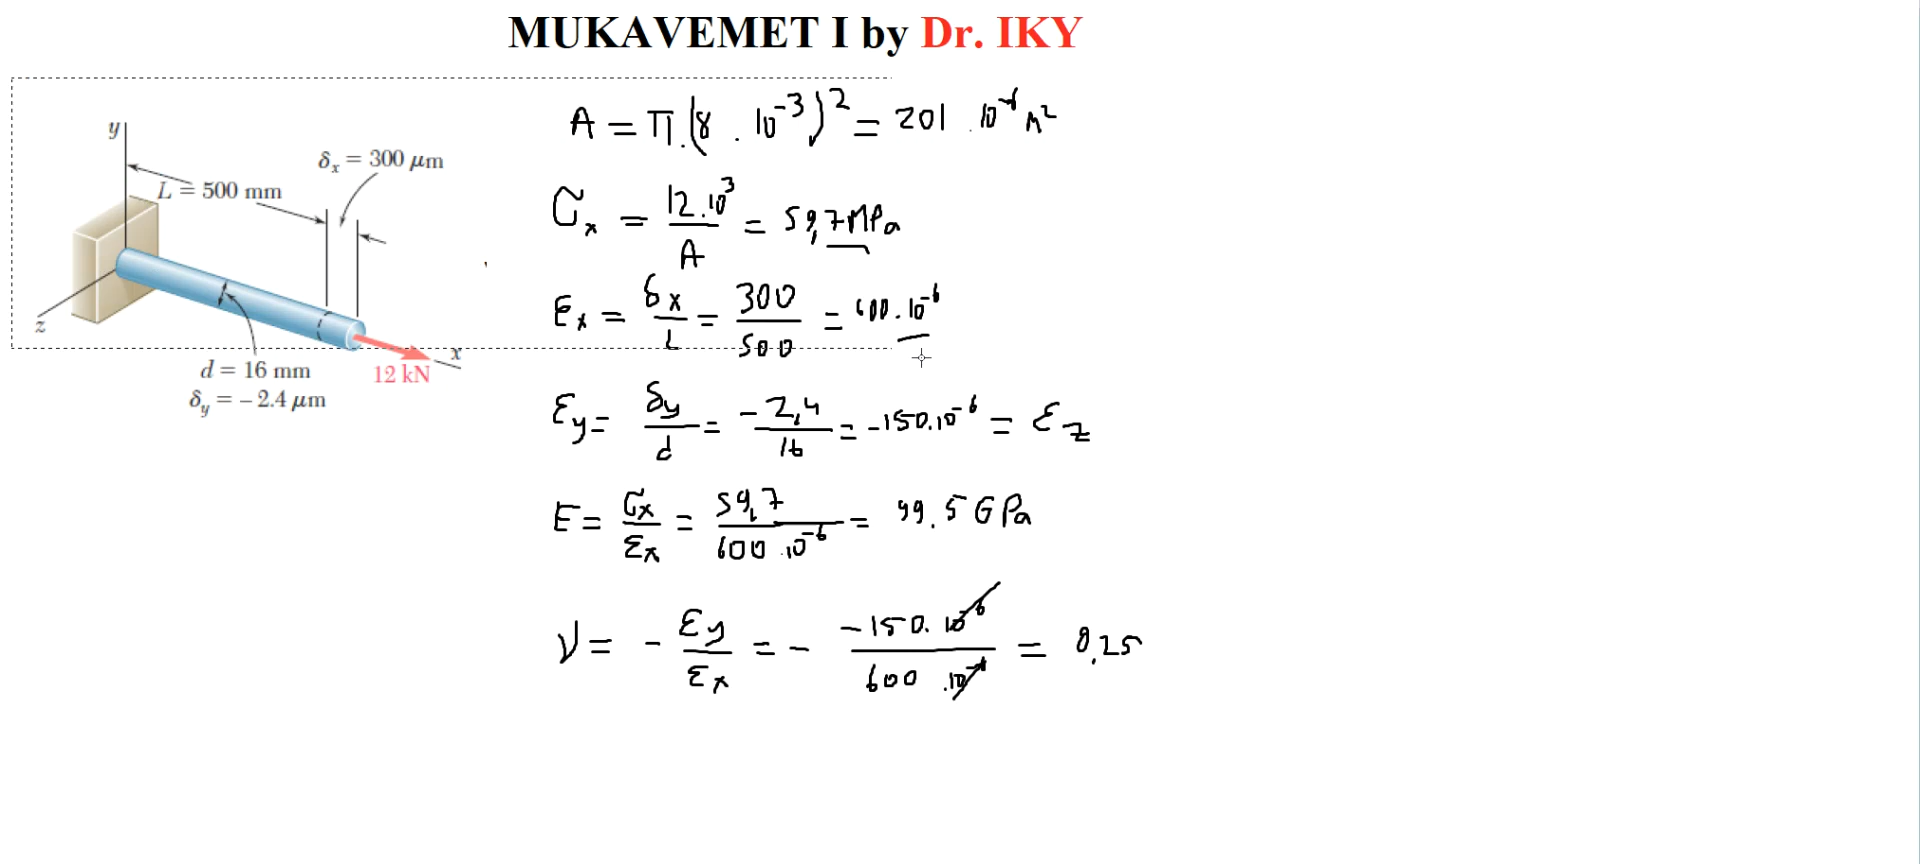 MUKAVEMET I by Dr. IKY
y
L = 500 mm
δx = 300 μm
z
d = 16 mm
δy = – 2.4 μm
12 kN
x
A = π.(8 . 10^-3)^2 = 201 . 10^-6 m^2
σx = 12.10^3 / A = 59,7 MPa
εx = δx / L = 300 / 500 = 600.10^-6
εy = δy / d = -2,4 / 16 = -150.10^-6 = εz
E = σx / εx = 59,7 / 600.10^-6 = 99.5 GPa
ν = - εy / εx = - -150.10^-6 / 600.10^-6 = 0,25